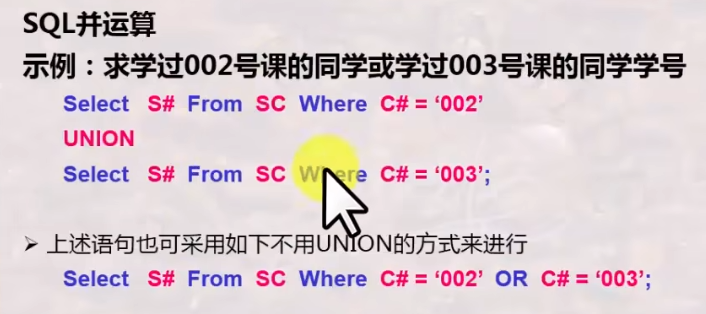 SQL并运算
示例：求学过002号课的同学或学过003号课的同学学号
Select S# From SC Where C# = ‘002’
UNION
Select S# From SC Where C# = ‘003’;
➢ 上述语句也可采用如下不用UNION的方式来进行
Select S# From SC Where C# = ‘002’ OR C# = ‘003’;